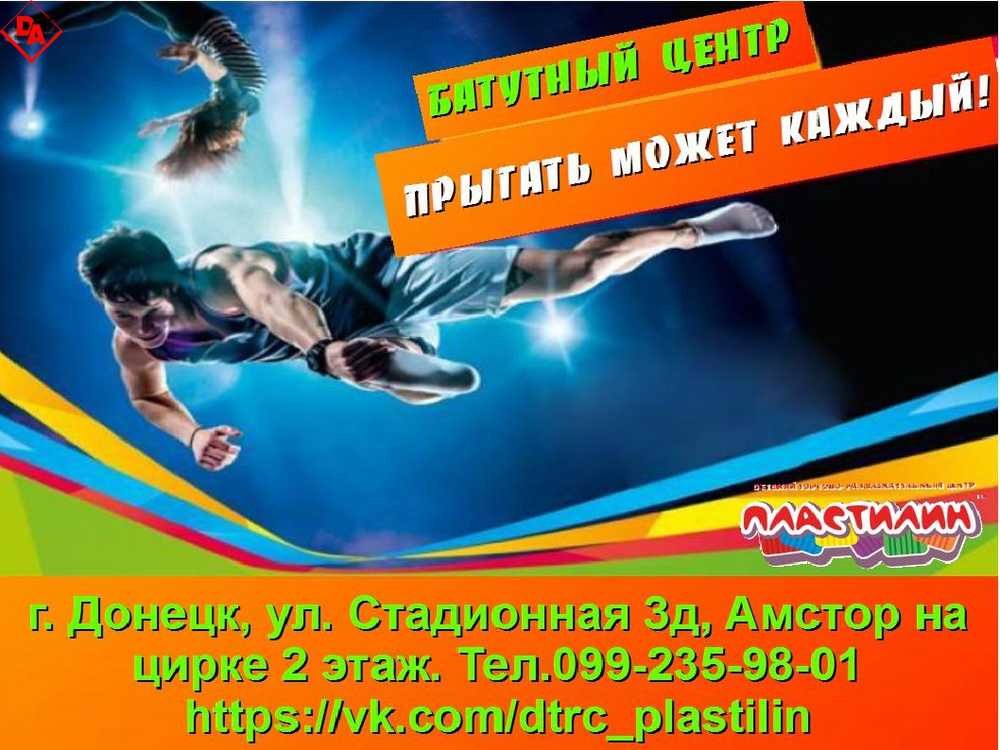 DA
БАТУТНЫЙ ЦЕНТР
ПРЫГАТЬ МОЖЕТ КАЖДЫЙ!
ПЛАСТИЛИН
г. Донецк, ул. Стадионная 3д, Амстор на
цирке 2 этаж. Тел.099-235-98-01
https://vk.com/dtrc_plastilin